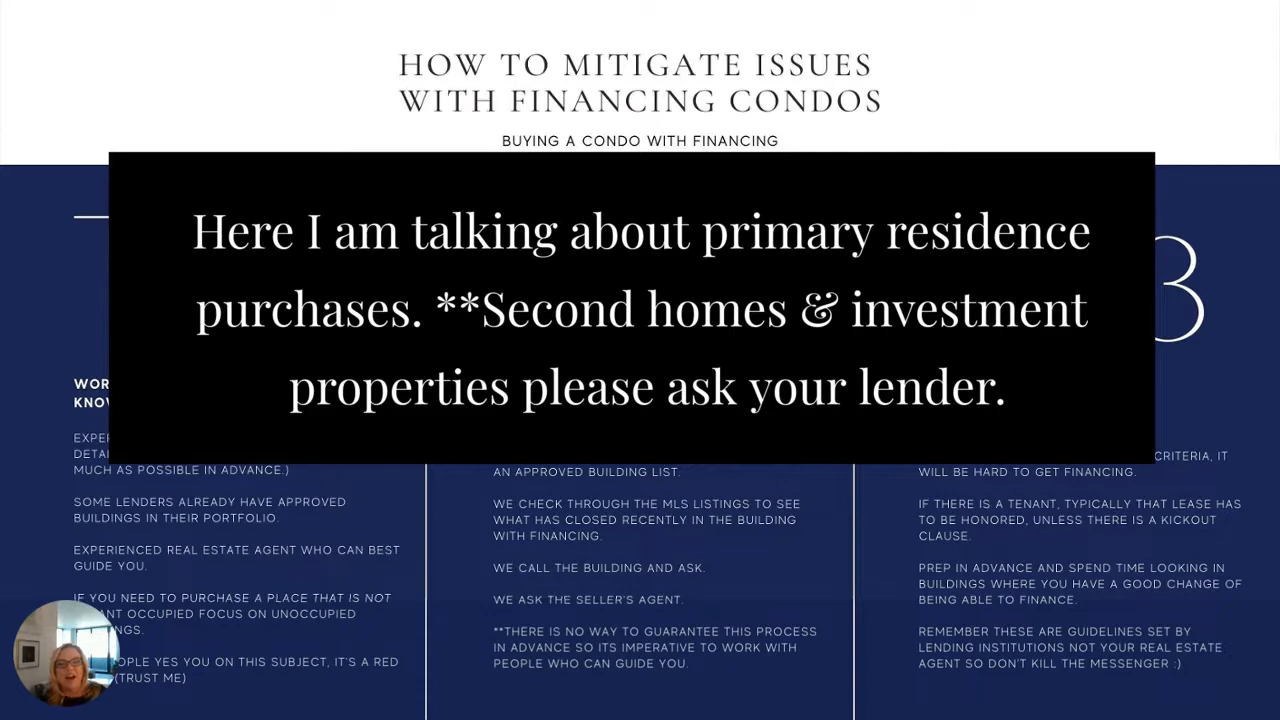 HOW TO MITIGATE ISSUES
WITH FINANCING CONDOS
BUYING A CONDO WITH FINANCING
Here I am talking about primary residence
purchases. **Second homes & investment
properties please ask your lender.
3
MUCH AS POSSIBLE IN ADVANCE.)
SOME LENDERS ALREADY HAVE APPROVED
BUILDINGS IN THEIR PORTFOLIO.
EXPERIENCED REAL ESTATE AGENT WHO CAN BEST
GUIDE YOU.
IF YOU NEED TO PURCHASE A PLACE THAT IS NOT
OCCUPIED FOCUS ON UNOCCUPIED
YES YOU ON THIS SUBJECT, IT'S A RED
(TRUST ME)
AN APPROVED BUILDING LIST.
WE CHECK THROUGH THE MLS LISTINGS TO SEE
WHAT HAS CLOSED RECENTLY IN THE BUILDING
WITH FINANCING.
WE CALL THE BUILDING AND ASK.
WE ASK THE SELLER'S AGENT.
**THERE IS NO WAY TO GUARANTEE THIS PROCESS
IN ADVANCE SO ITS IMPERATIVE TO WORK WITH
PEOPLE WHO CAN GUIDE YOU.
CRITERIA, IT
WILL BE HARD TO GET FINANCING.
IF THERE IS A TENANT, TYPICALLY THAT LEASE HAS
TO BE HONORED, UNLESS THERE IS A KICKOUT
CLAUSE.
PREP IN ADVANCE AND SPEND TIME LOOKING IN
BUILDINGS WHERE YOU HAVE A GOOD CHANGE OF
BEING ABLE TO FINANCE.
REMEMBER THESE ARE GUIDELINES SET BY
LENDING INSTITUTIONS NOT YOUR REAL ESTATE
AGENT SO DON'T KILL THE MESSENGER :)